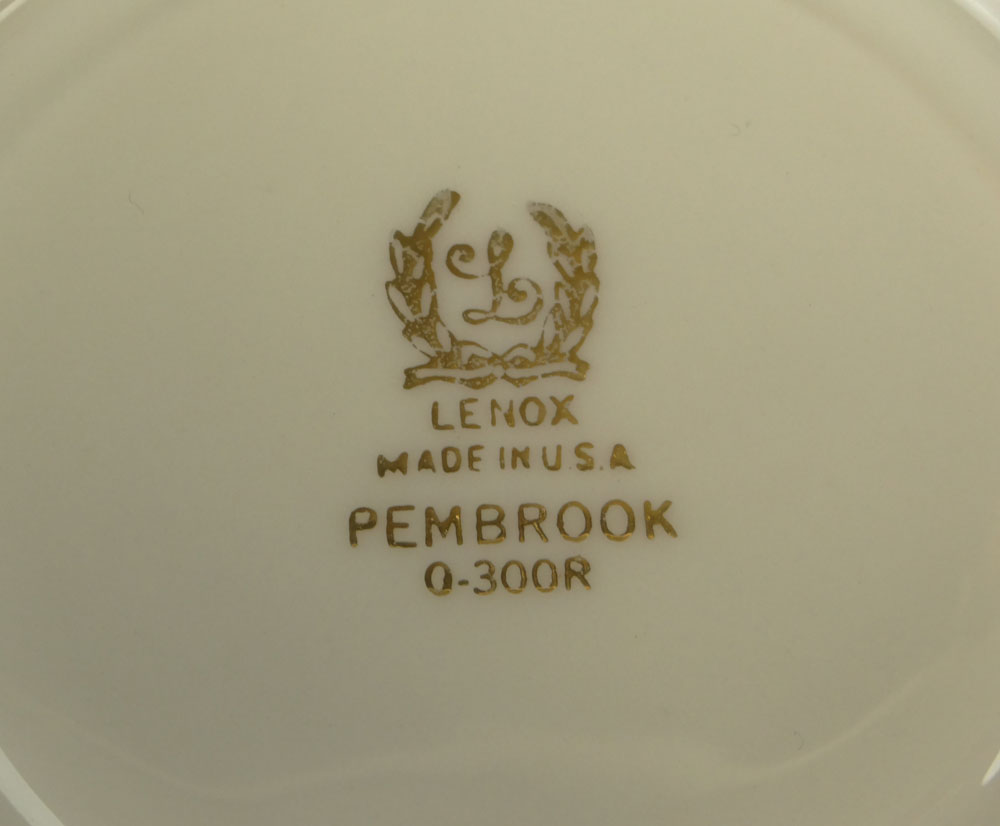 L
LENOX
MADE IN U.S.A
PEMBROOK
O-300R